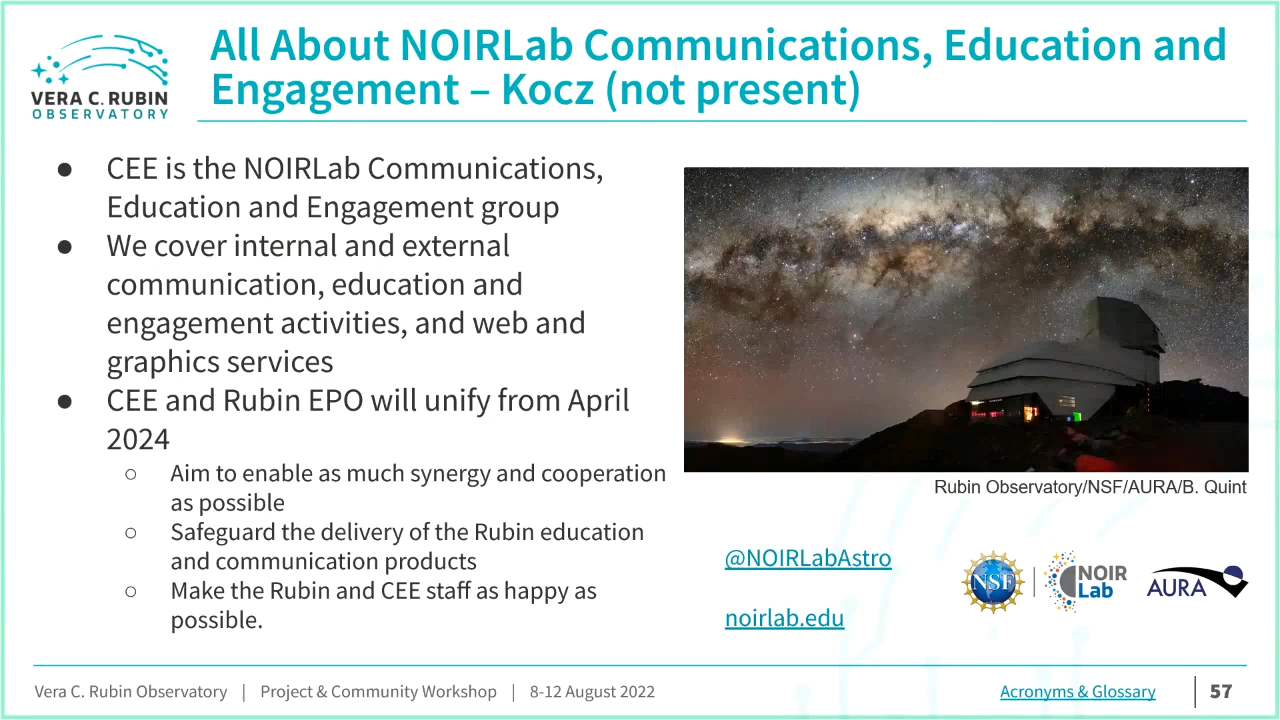 VERA C. RUBIN
OBSERVATORY
All About NOIRLab Communications, Education and
Engagement – Kocz (not present)
● CEE is the NOIRLab Communications,
Education and Engagement group
● We cover internal and external
communication, education and
engagement activities, and web and
graphics services
● CEE and Rubin EPO will unify from April
2024
○ Aim to enable as much synergy and cooperation
as possible
○ Safeguard the delivery of the Rubin education
and communication products
○ Make the Rubin and CEE staff as happy as
possible.
Rubin Observatory/NSF/AURA/B. Quint
@NOIRLabAstro
noirlab.edu
NSF
NOIR
Lab
AURA
Vera C. Rubin Observatory | Project & Community Workshop | 8-12 August 2022
Acronyms & Glossary
57